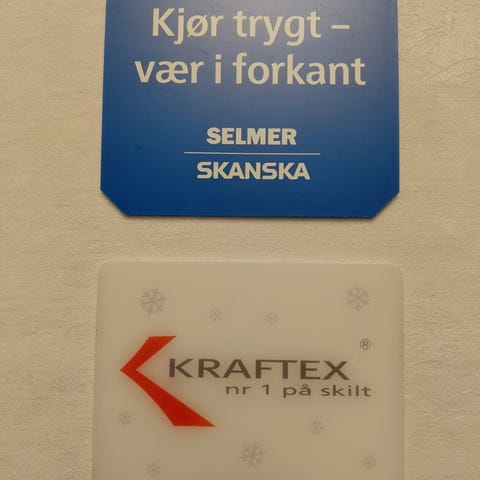 Kjør trygt –
vær i forkant
SELMER
SKANSKA
®
KRAFTEX
nr 1 på skilt